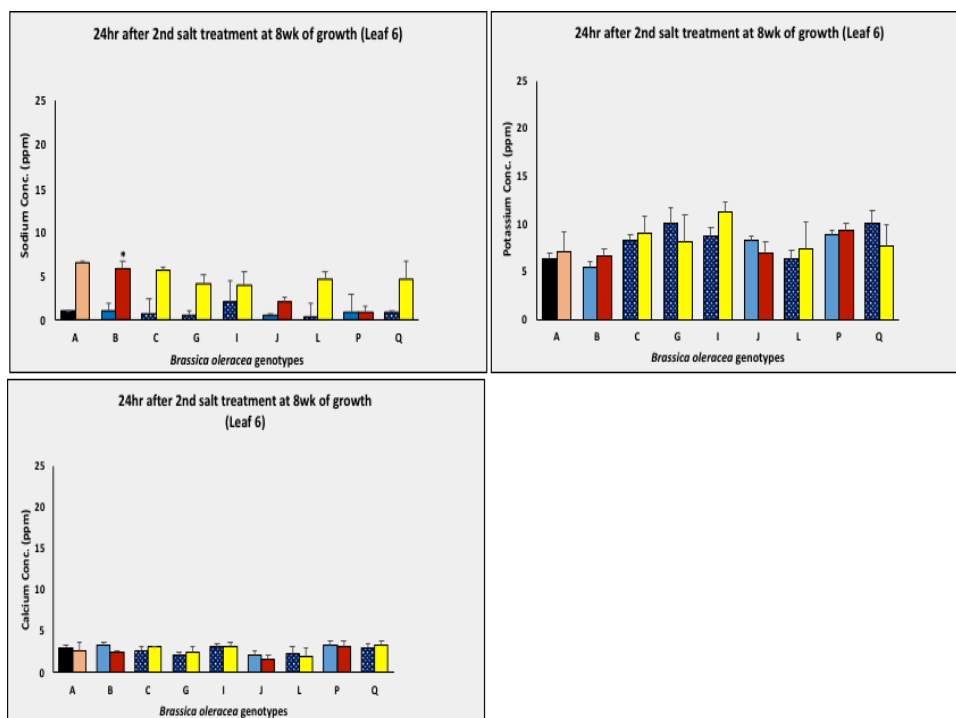 24hr after 2nd salt treatment at 8wk of growth (Leaf 6)
Sodium Conc. (ppm)
25
20
15
10
5
0
*
A B C G I J L P Q
Brassica oleracea genotypes
24hr after 2nd salt treatment at 8wk of growth (Leaf 6)
Potassium Conc. (ppm)
25
20
15
10
5
0
A B C G I J L P Q
Brassica oleracea genotypes
24hr after 2nd salt treatment at 8wk of growth
(Leaf 6)
Calcium Conc. (ppm)
25
20
15
10
5
0
A B C G I J L P Q
Brassica oleracea genotypes